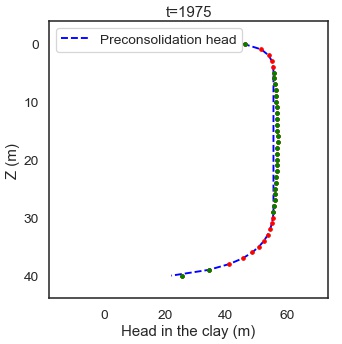 t=1975
Preconsolidation head
0
10
20
30
40
Z (m)
0 20 40 60
Head in the clay (m)